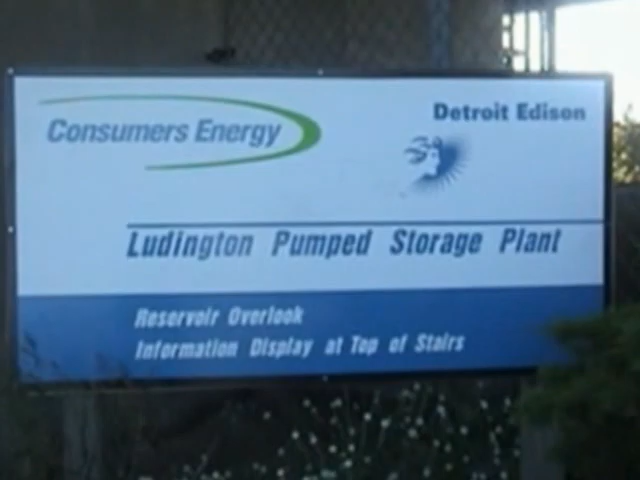 Consumers Energy
Detroit Edison
Ludington Pumped Storage Plant
Reservoir Overlook
Information Display at Top of Stairs